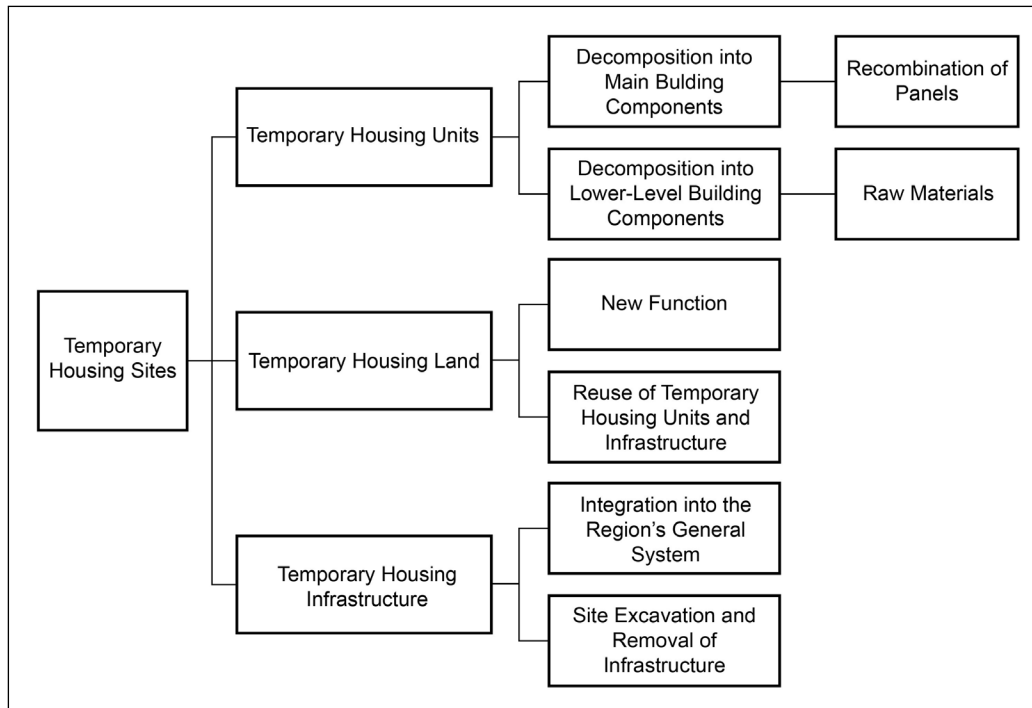 Temporary
Housing Sites
Temporary Housing Units
Decomposition into
Main Bulding
Components
Recombination of
Panels
Decomposition into
Lower-Level Building
Components
Raw Materials
Temporary Housing Land
New Function
Reuse of Temporary
Housing Units and
Infrastructure
Temporary Housing
Infrastructure
Integration into the
Region’s General
System
Site Excavation and
Removal of
Infrastructure